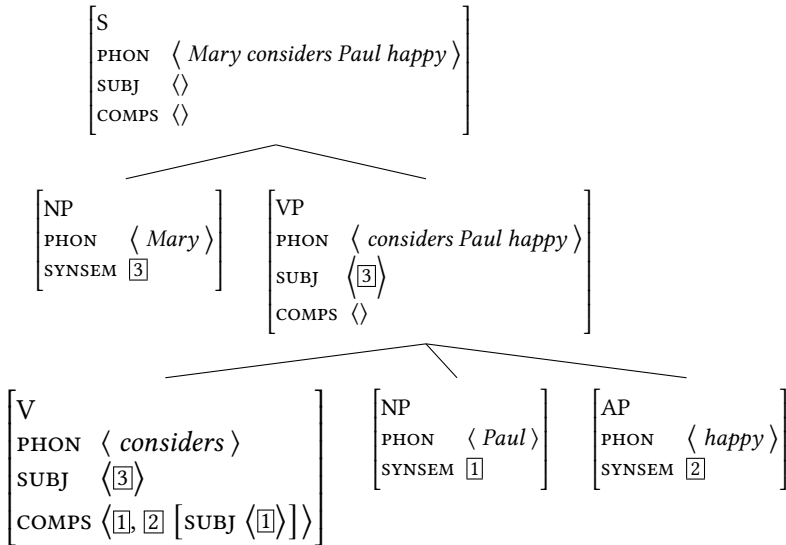 S
PHON ⟨ Mary considers Paul happy ⟩
SUBJ ⟨⟩
COMPS ⟨⟩
NP
PHON ⟨ Mary ⟩
SYNSEM 3
VP
PHON ⟨ considers Paul happy ⟩
SUBJ ⟨3⟩
COMPS ⟨⟩
V
PHON ⟨ considers ⟩
SUBJ ⟨3⟩
COMPS ⟨1, 2 [SUBJ ⟨1⟩]⟩
NP
PHON ⟨ Paul ⟩
SYNSEM 1
AP
PHON ⟨ happy ⟩
SYNSEM 2